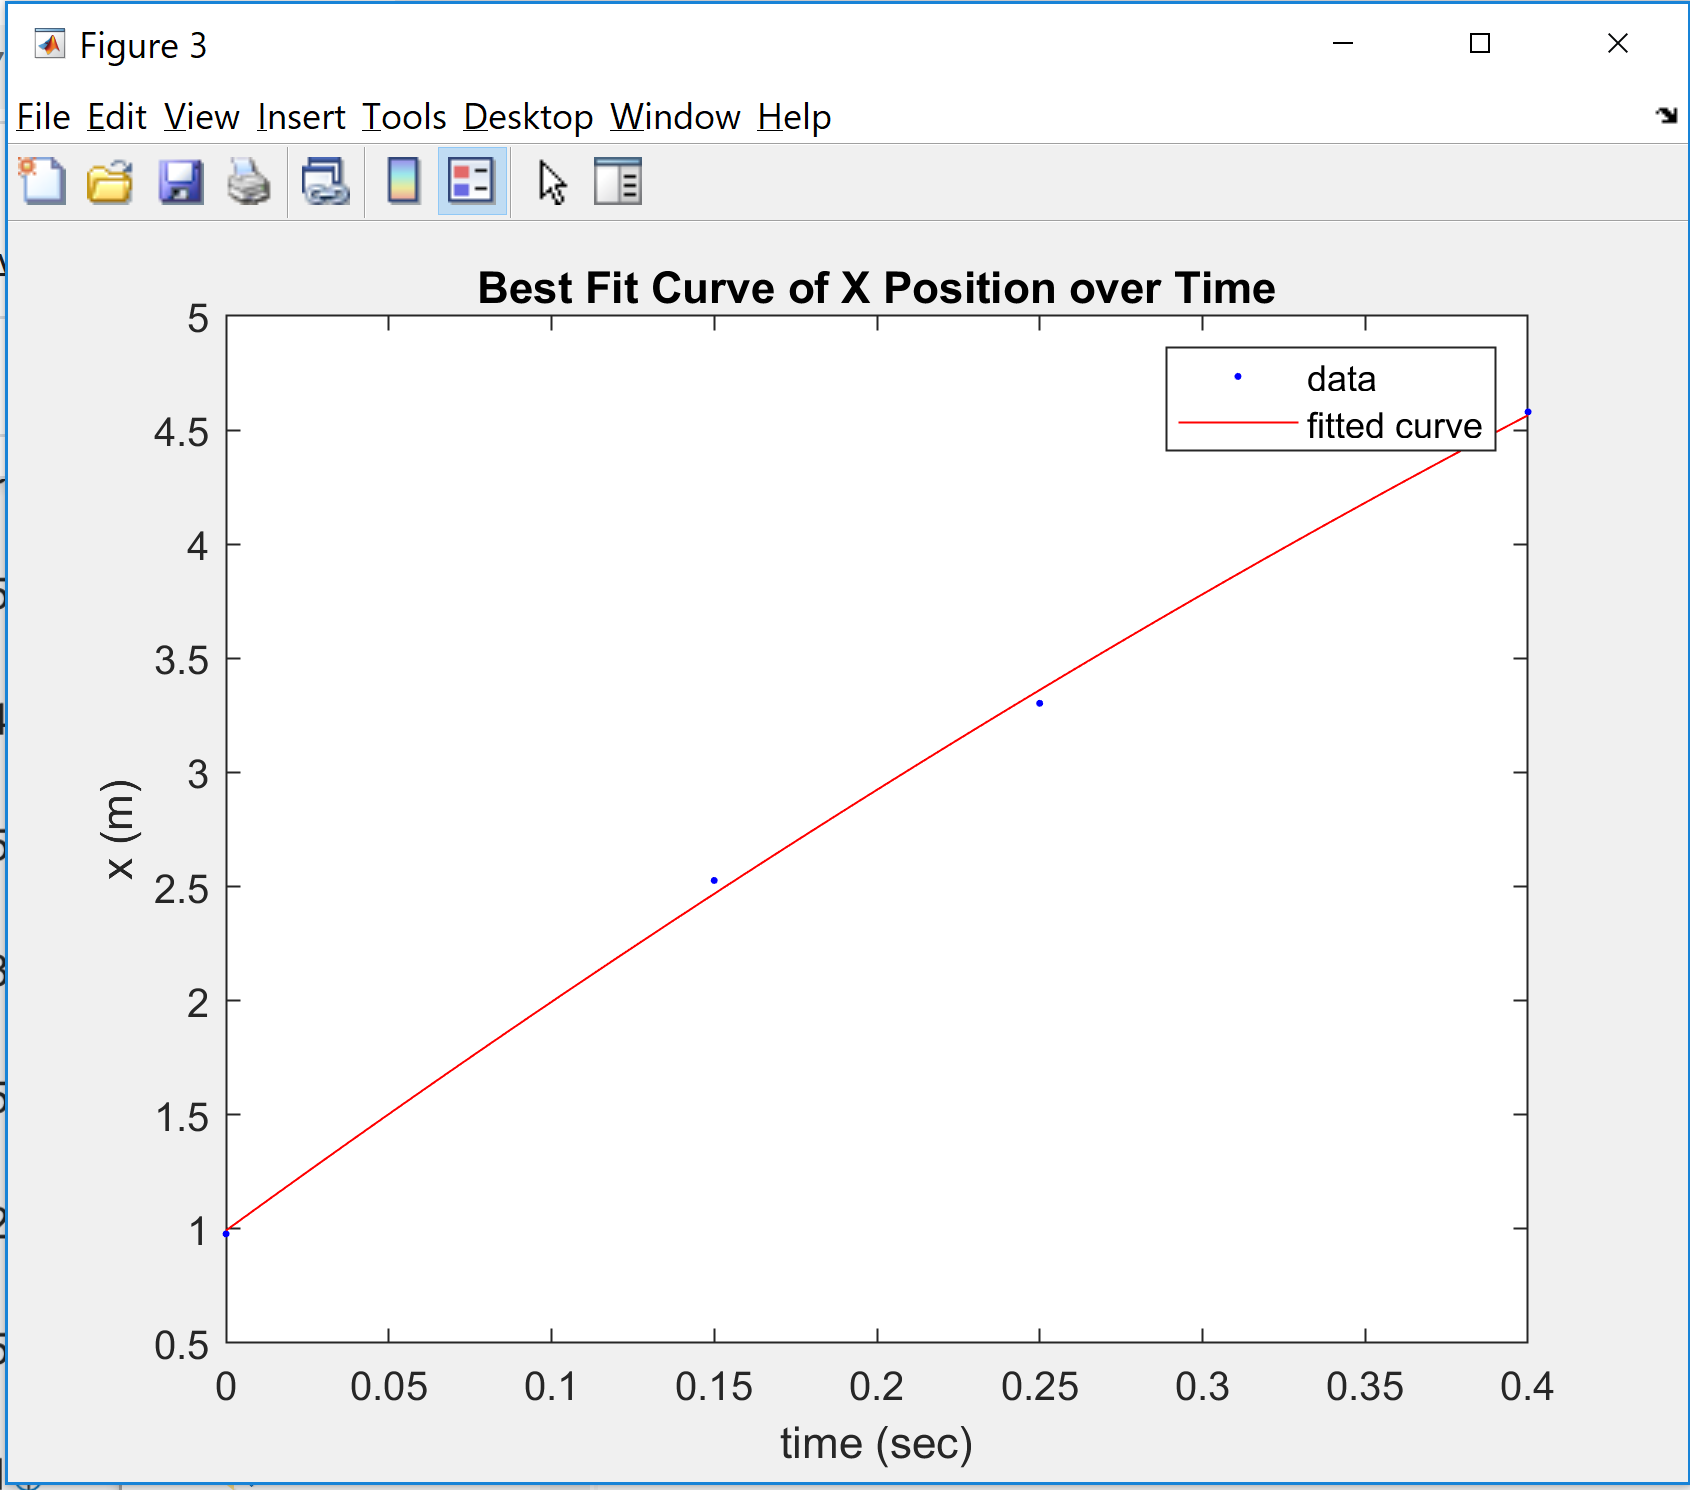 Figure 3
File Edit View Insert Tools Desktop Window Help
Best Fit Curve of X Position over Time
data
fitted curve
5
4.5
4
3.5
3
2.5
2
1.5
1
0.5
x (m)
0 0.05 0.1 0.15 0.2 0.25 0.3 0.35 0.4
time (sec)